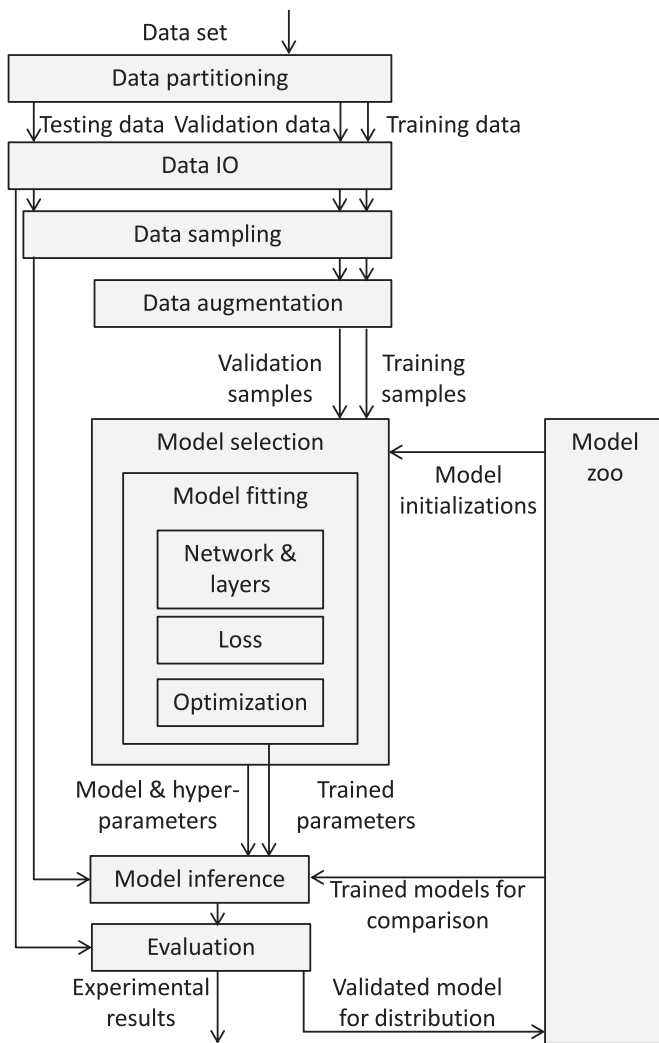 Data set
Data partitioning
Testing data
Validation data
Training data
Data IO
Data sampling
Data augmentation
Validation
samples
Training
samples
Model selection
Model
zoo
Model
initializations
Model fitting
Network &
layers
Loss
Optimization
Model & hyper-
parameters
Trained
parameters
Model inference
Trained models for
comparison
Evaluation
Experimental
results
Validated model
for distribution